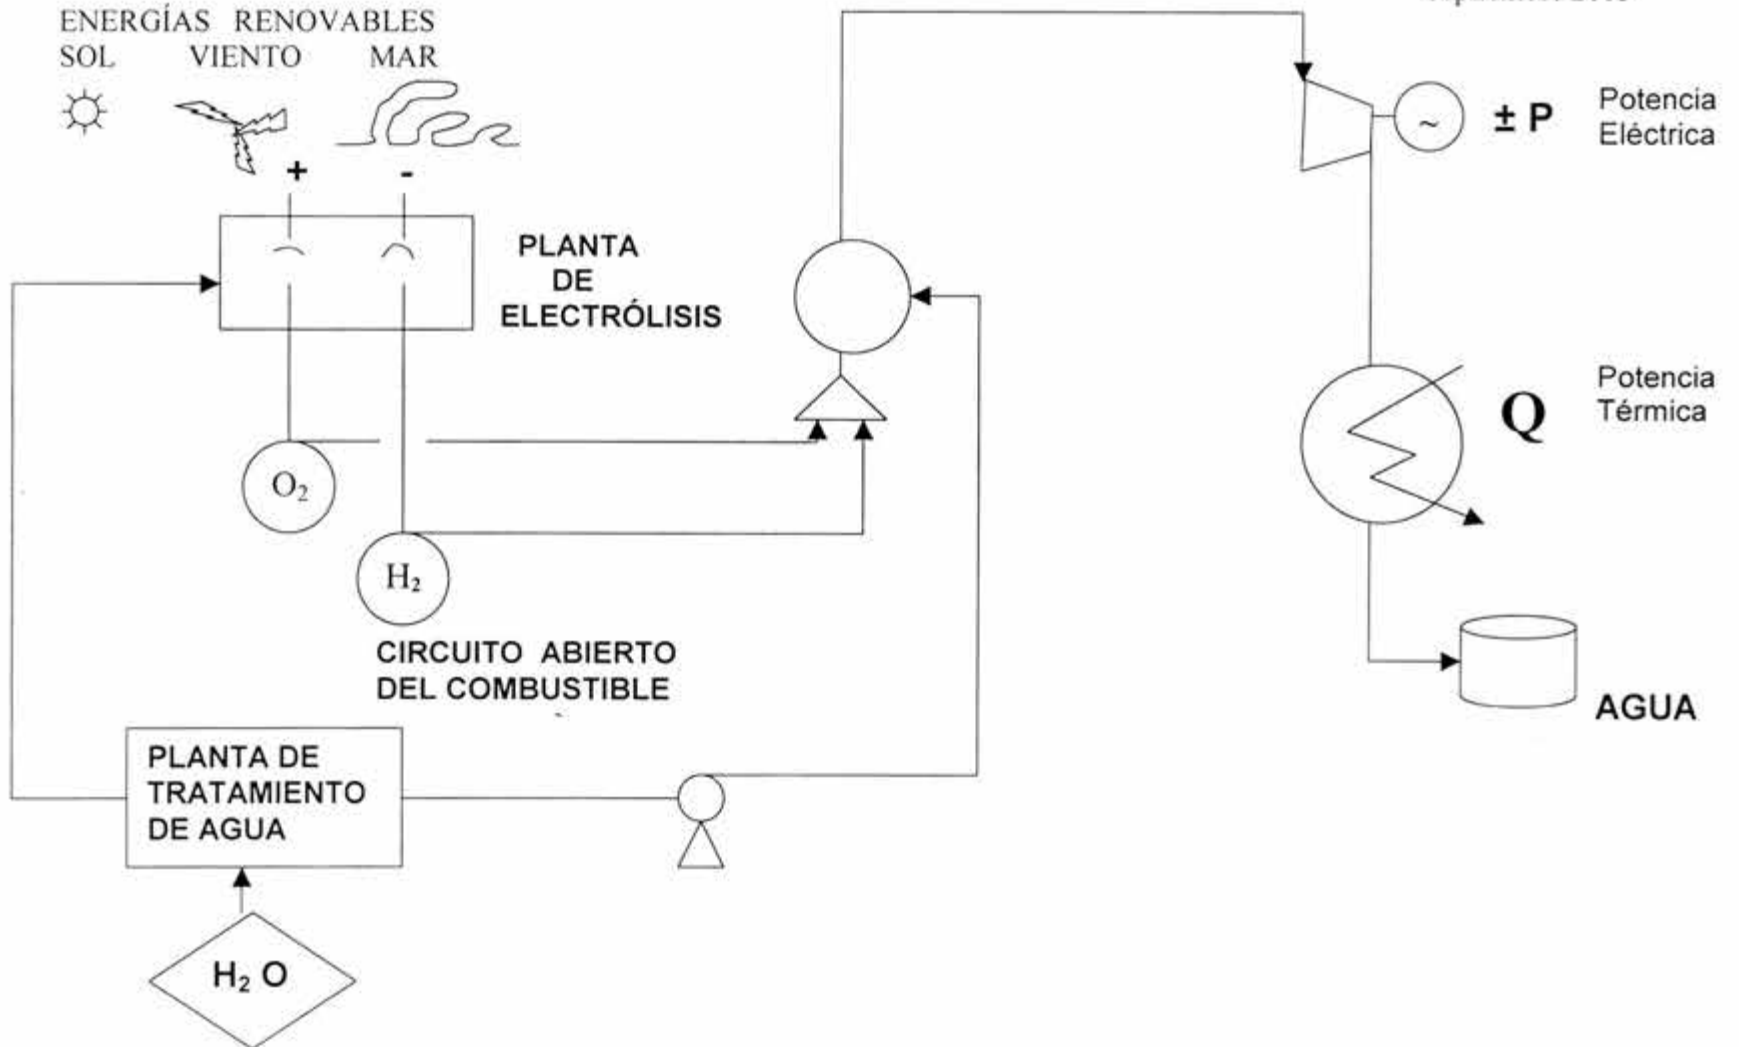 ENERGÍAS RENOVABLES
SOL VIENTO MAR
+ -
PLANTA
DE
ELECTRÓLISIS
~
± P
Potencia
Eléctrica
Q
Potencia
Térmica
O₂
H₂
CIRCUITO ABIERTO
DEL COMBUSTIBLE
AGUA
PLANTA DE
TRATAMIENTO
DE AGUA
H₂ O